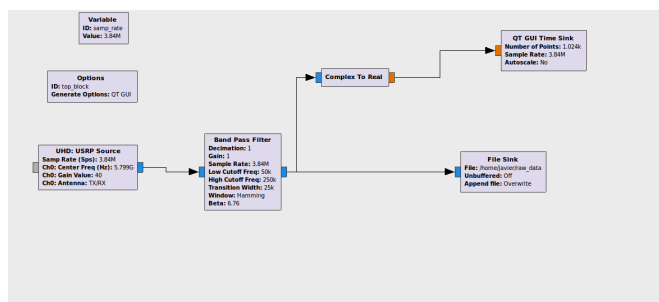 Variable
ID: samp_rate
Value: 3.84M
Options
ID: top_block
Generate Options: QT GUI
UHD: USRP Source
Samp Rate (Sps): 3.84M
Ch0: Center Freq (Hz): 5.799G
Ch0: Gain Value: 40
Ch0: Antenna: TX/RX
Band Pass Filter
Decimation: 1
Gain: 1
Sample Rate: 3.84M
Low Cutoff Freq: 50k
High Cutoff Freq: 250k
Transition Width: 25k
Window: Hamming
Beta: 6.76
Complex To Real
QT GUI Time Sink
Number of Points: 1.024k
Sample Rate: 3.84M
Autoscale: No
File Sink
File: /home/javier/raw_data
Unbuffered: Off
Append file: Overwrite